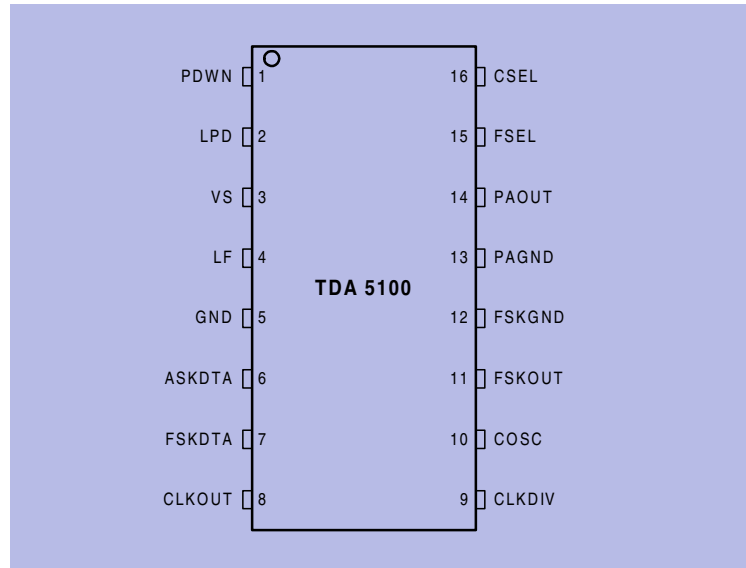 PDWN 1 16 CSEL
LPD 2 15 FSEL
VS 3 14 PAOUT
LF 4 13 PAGND
TDA 5100
GND 5 12 FSKGND
ASKDTA 6 11 FSKOUT
FSKDTA 7 10 COSC
CLKOUT 8 9 CLKDIV